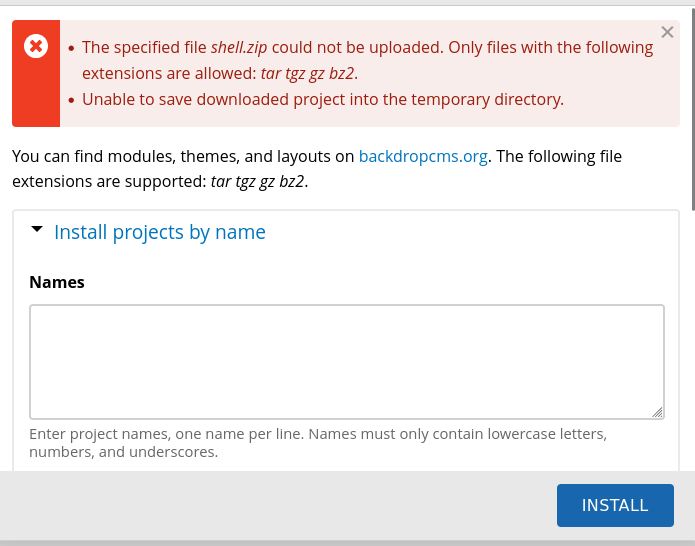 • The specified file shell.zip could not be uploaded. Only files with the following
extensions are allowed: tar tgz gz bz2.
• Unable to save downloaded project into the temporary directory.
You can find modules, themes, and layouts on backdropcms.org. The following file
extensions are supported: tar tgz gz bz2.
Install projects by name
Names
Enter project names, one name per line. Names must only contain lowercase letters,
numbers, and underscores.
INSTALL